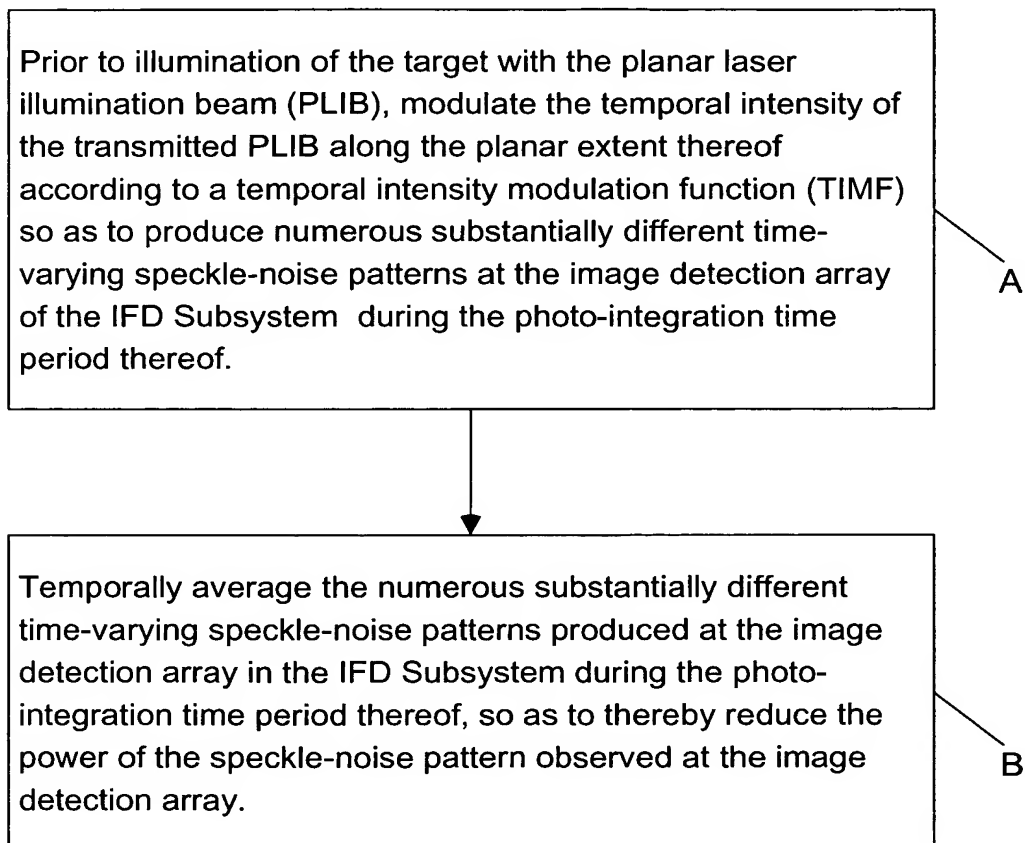 Prior to illumination of the target with the planar laser
illumination beam (PLIB), modulate the temporal intensity of
the transmitted PLIB along the planar extent thereof
according to a temporal intensity modulation function (TIMF)
so as to produce numerous substantially different time-
varying speckle-noise patterns at the image detection array
of the IFD Subsystem during the photo-integration time
period thereof.
A
Temporally average the numerous substantially different
time-varying speckle-noise patterns produced at the image
detection array in the IFD Subsystem during the photo-
integration time period thereof, so as to thereby reduce the
power of the speckle-noise pattern observed at the image
detection array.
B